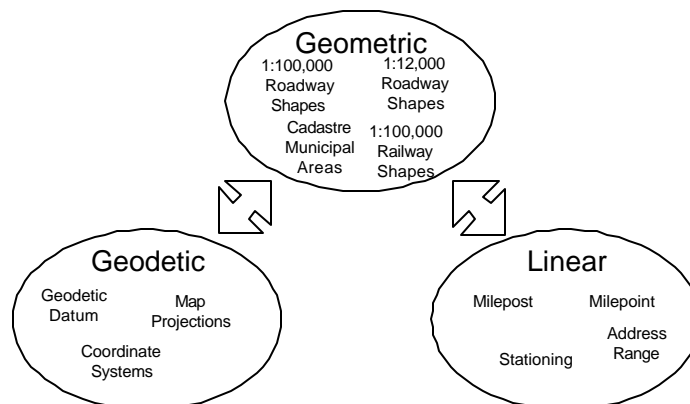 Geometric
1:100,000
Roadway
Shapes
1:12,000
Roadway
Shapes
Cadastre
Municipal
Areas
1:100,000
Railway
Shapes
Geodetic
Geodetic
Datum
Map
Projections
Coordinate
Systems
Linear
Milepost
Milepoint
Stationing
Address
Range